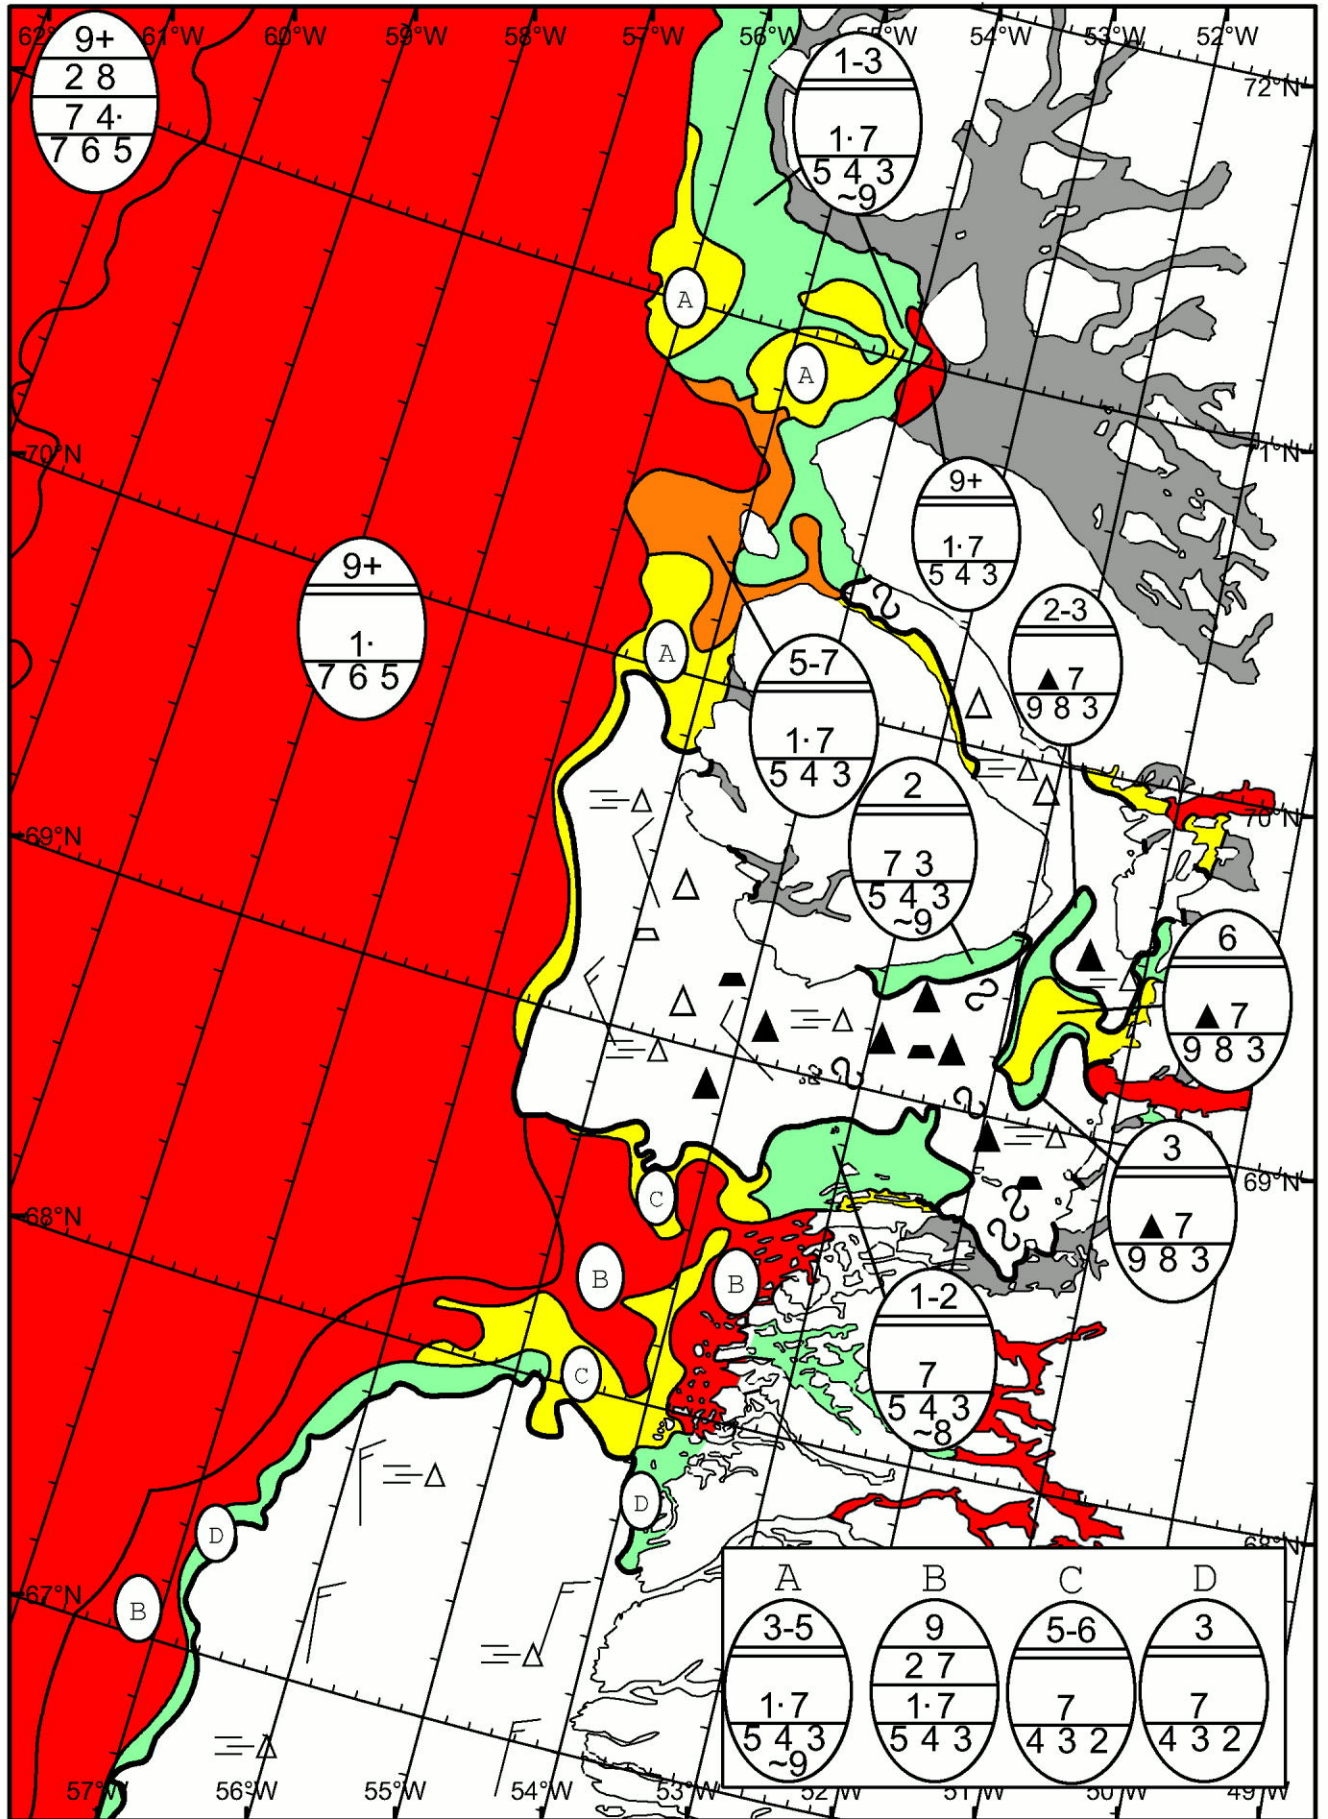 62°W 61°W 60°W 59°W 58°W 57°W 56°W 55°W 54°W 53°W 52°W
9+
2 8
7 4·
7 6 5
1-3
1·7
5 4 3
~9
72°N
A
A
70°N
1°N
9+
1·7
5 4 3
9+
1·
7 6 5
2-3
▲ 7
9 8 3
A
5-7
1·7
5 4 3
2
7 3
5 4 3
~9
69°N
70°N
6
▲ 7
9 8 3
3
▲ 7
9 8 3
69°N
C
68°N
B
B
1-2
7
5 4 3
~8
C
D
D
68°N
67°N
B
A B C D
3-5 9 5-6 3
2 7
1·7 1·7 7 7
5 4 3 5 4 3 4 3 2 4 3 2
~9
57°W 56°W 55°W 54°W 53°W 52°W 51°W 50°W 49°W